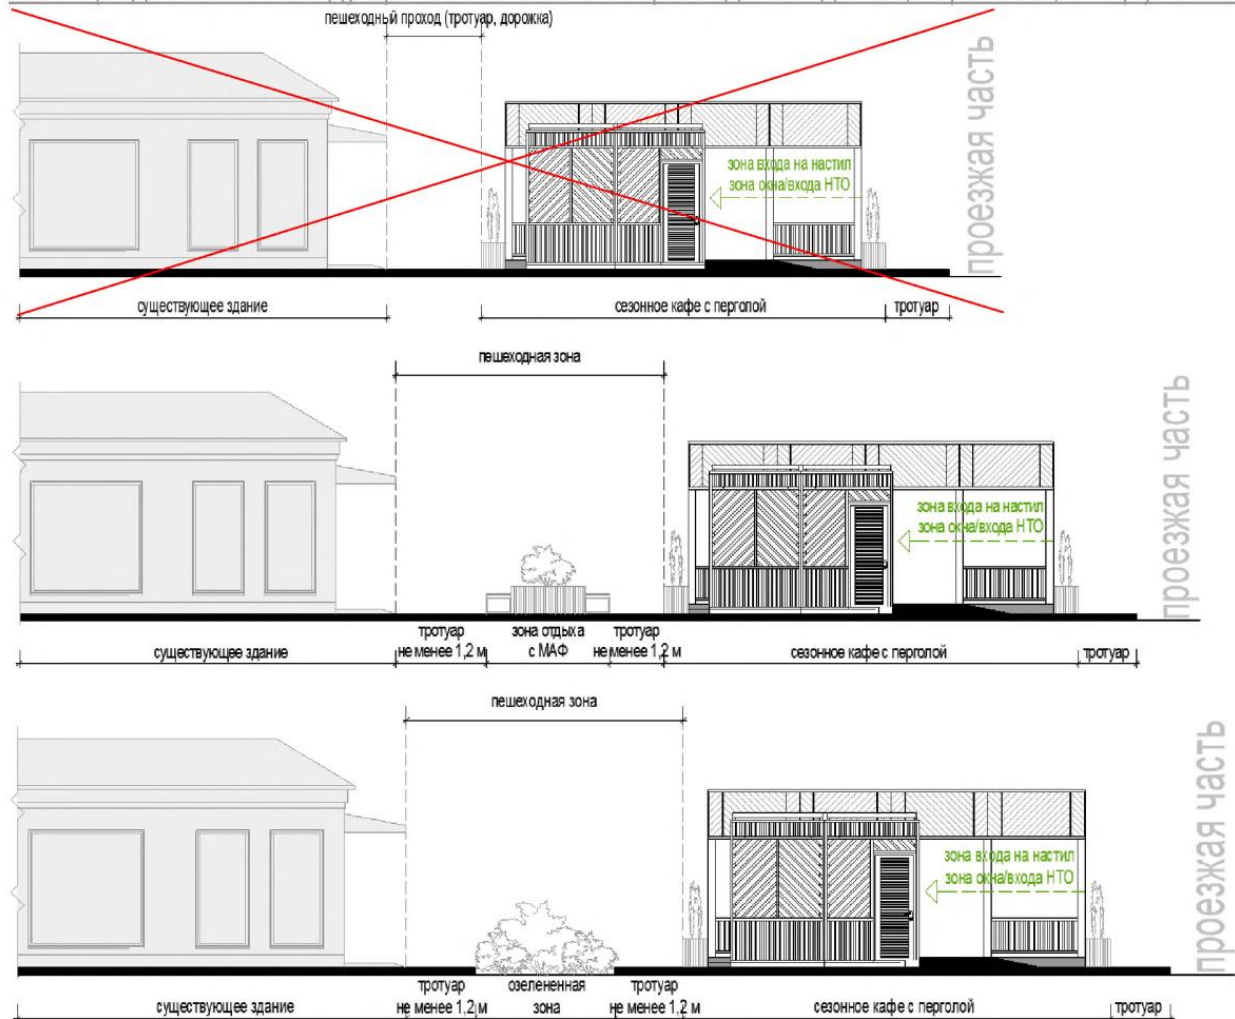 пешеходный проход (тротуар, дорожка)
проезжая часть
зона входа на настил
зона окна/входа НТО
существующее здание
сезонное кафе с перголой
тротуар
пешеходная зона
проезжая часть
зона входа на настил
зона окна/входа НТО
тротуар
не менее 1,2 м
зона отдыха
с МАФ
тротуар
не менее 1,2 м
существующее здание
сезонное кафе с перголой
тротуар
пешеходная зона
проезжая часть
зона входа на настил
зона окна/входа НТО
тротуар
не менее 1,2 м
озелененная
зона
тротуар
не менее 1,2 м
существующее здание
сезонное кафе с перголой
тротуар